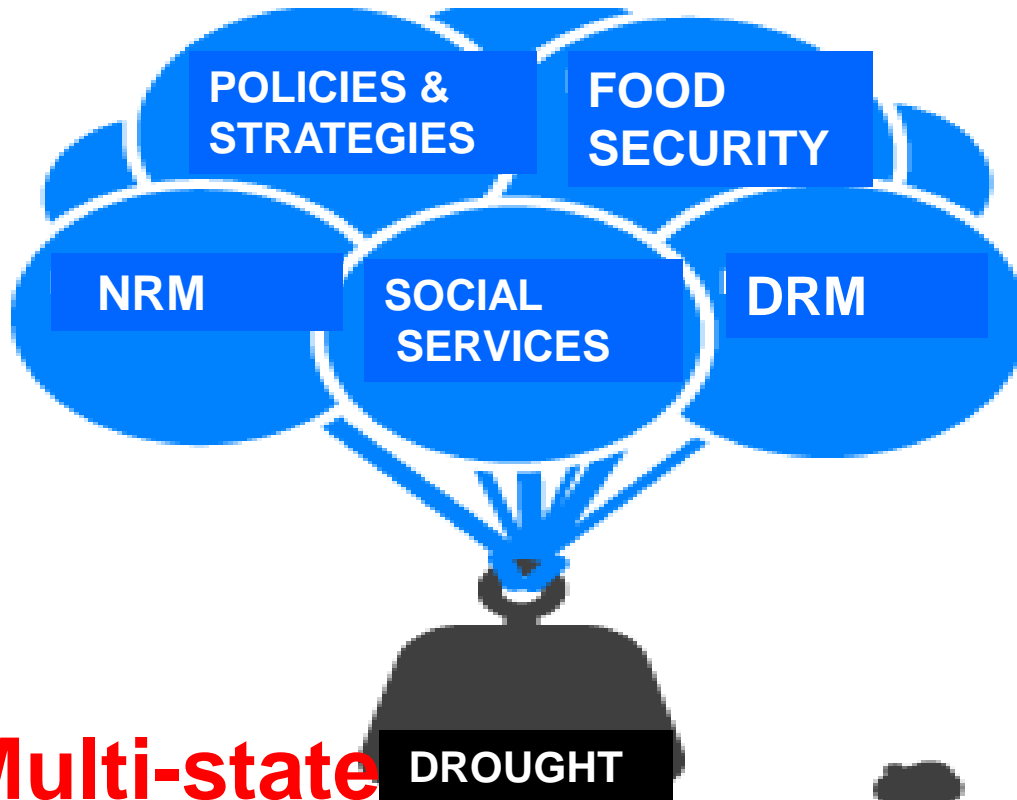 POLICIES &
STRATEGIES
FOOD
SECURITY
NRM
SOCIAL
SERVICES
DRM
Multi-state
DROUGHT